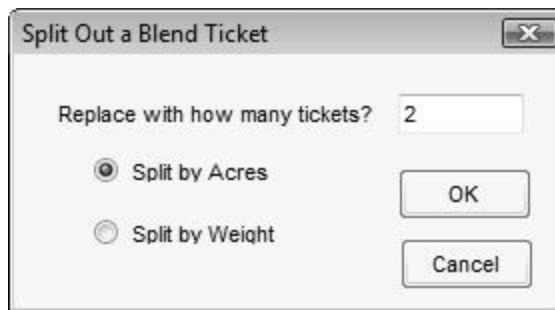 Split Out a Blend Ticket
Replace with how many tickets? 2
Split by Acres
OK
Split by Weight
Cancel